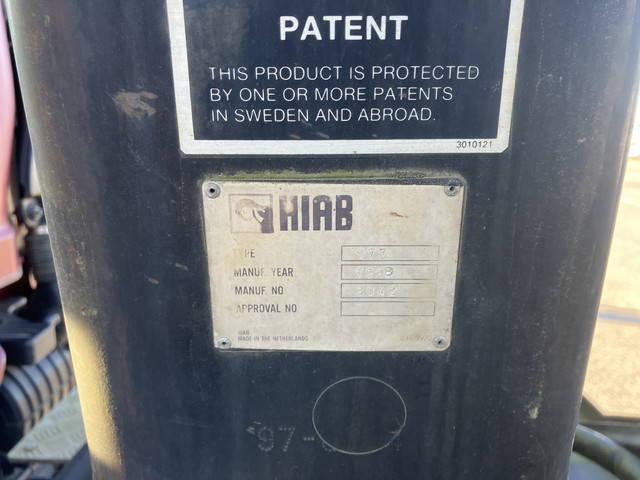 PATENT
THIS PRODUCT IS PROTECTED
BY ONE OR MORE PATENTS
IN SWEDEN AND ABROAD.
3010121
HIAB
TYPE
MANUF. YEAR
MANUF. NO
APPROVAL NO
HIAB
MADE IN THE NETHERLANDS